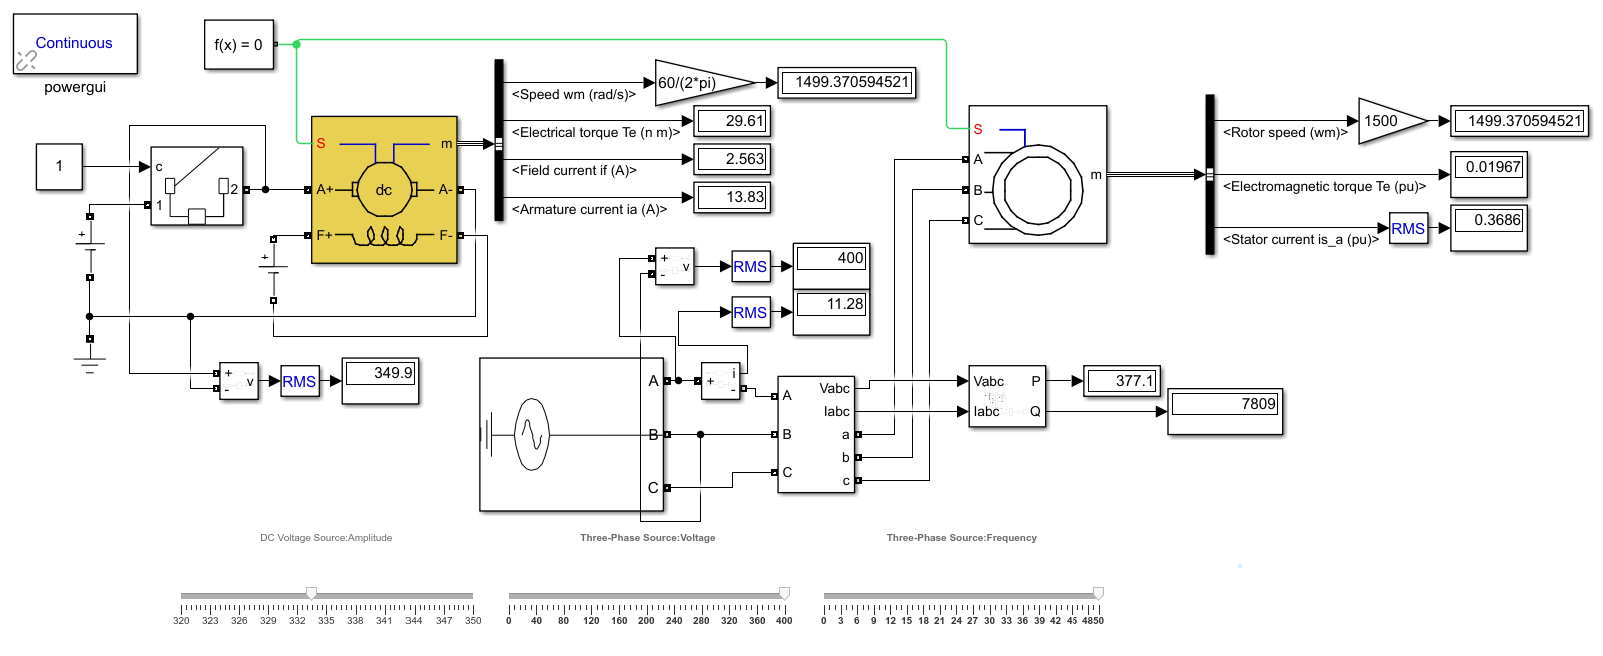 Continuous
powergui
f(x) = 0
1
c
2
1
+
+
S
m
A+
dc
A-
F+
F-
<Speed wm (rad/s)>
60/(2*pi)
1499.370594521
<Electrical torque Te (n m)>
29.61
<Field current if (A)>
2.563
<Armature current ia (A)>
13.83
S
A
B
C
m
<Rotor speed (wm)>
1500
1499.370594521
<Electromagnetic torque Te (pu)>
0.01967
<Stator current is_a (pu)>
RMS
0.3686
+
-
v
RMS
400
RMS
11.28
+
-
v
RMS
349.9
A
B
C
+
i
-
A
B
C
Vabc
Iabc
a
b
c
Vabc
Iabc
P
Q
377.1
7809
DC Voltage Source:Amplitude
Three-Phase Source:Voltage
Three-Phase Source:Frequency
320 323 326 329 332 335 338 341 344 347 350
0 40 80 120 160 200 240 280 320 360 400
0 3 6 9 12 15 18 21 24 27 30 33 36 39 42 45 4850